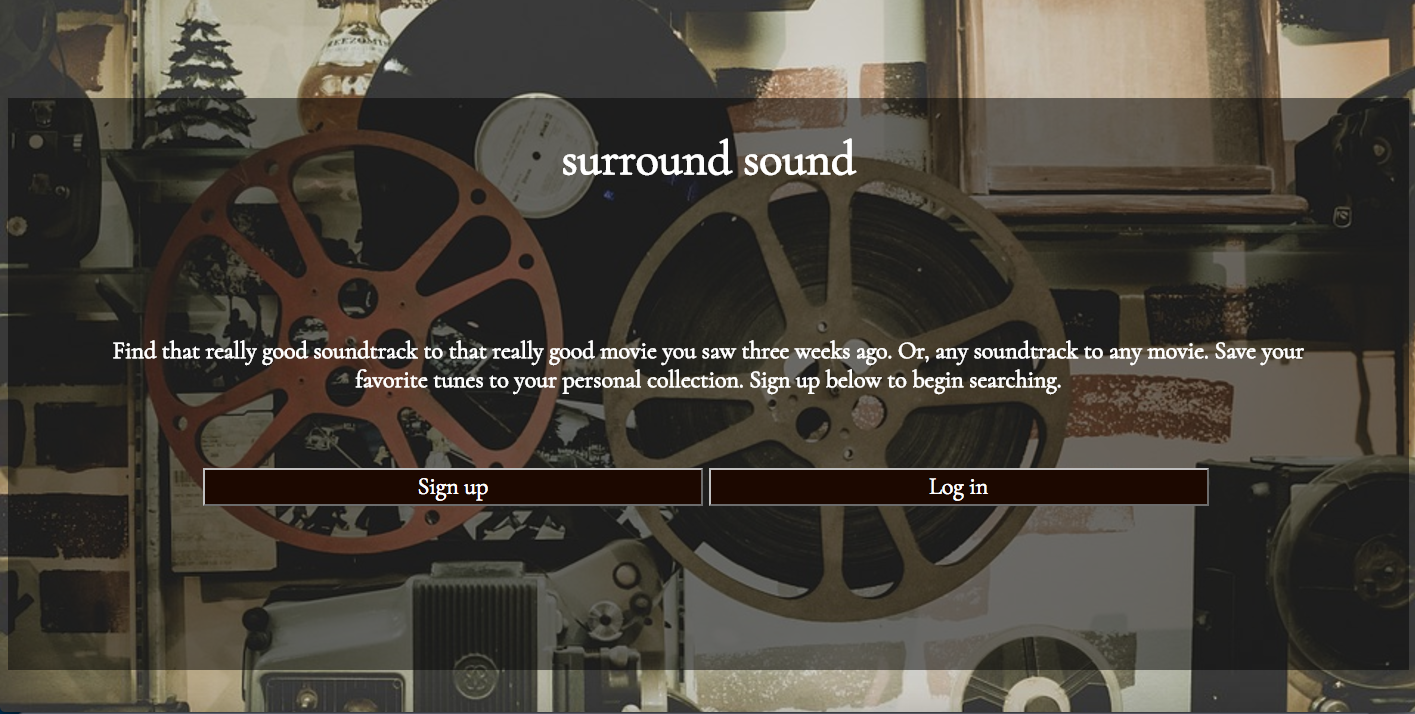 surround sound
Find that really good soundtrack to that really good movie you saw three weeks ago. Or, any soundtrack to any movie. Save your
favorite tunes to your personal collection. Sign up below to begin searching.
Sign up
Log in